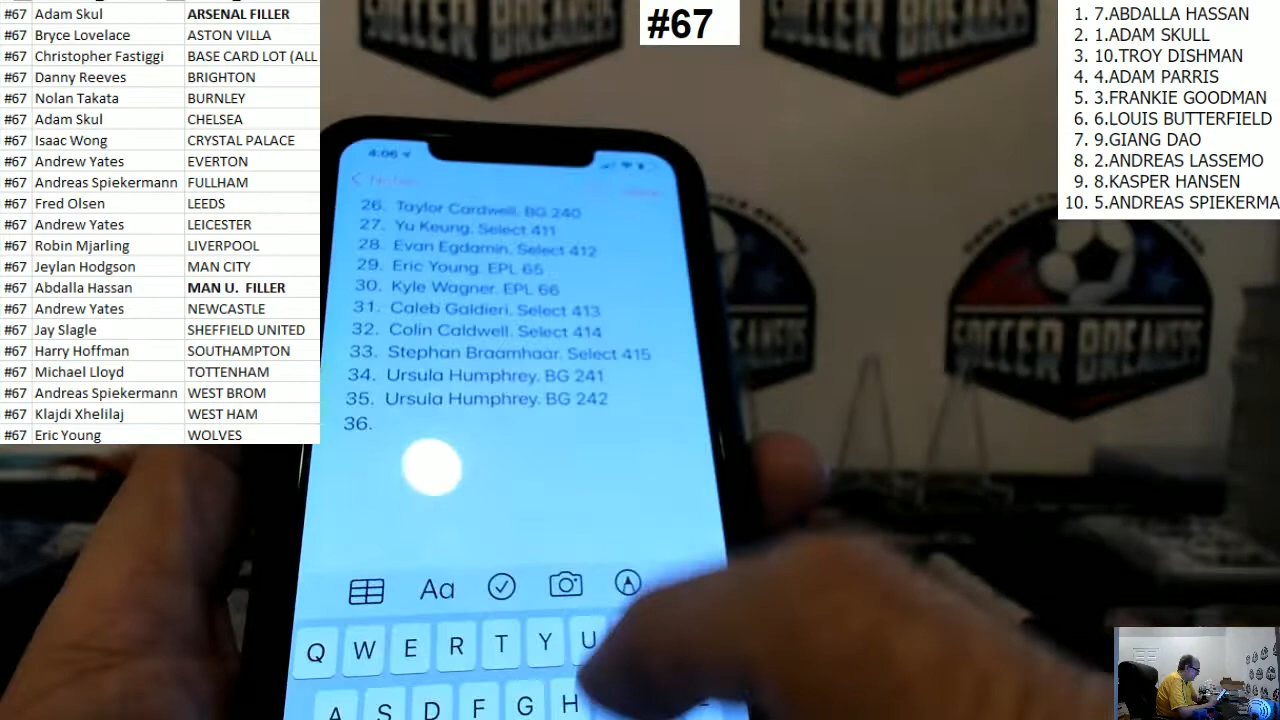 #67 Adam Skul ARSENAL FILLER
#67 Bryce Lovelace ASTON VILLA
#67 Christopher Fastiggi BASE CARD LOT (ALL
#67 Danny Reeves BRIGHTON
#67 Nolan Takata BURNLEY
#67 Adam Skul CHELSEA
#67 Isaac Wong CRYSTAL PALACE
#67 Andrew Yates EVERTON
#67 Andreas Spiekermann FULLHAM
#67 Fred Olsen LEEDS
#67 Andrew Yates LEICESTER
#67 Robin Mjarling LIVERPOOL
#67 Jeylan Hodgson MAN CITY
#67 Abdalla Hassan MAN U. FILLER
#67 Andrew Yates NEWCASTLE
#67 Jay Slagle SHEFFIELD UNITED
#67 Harry Hoffman SOUTHAMPTON
#67 Michael Lloyd TOTTENHAM
#67 Andreas Spiekermann WEST BROM
#67 Klajdi Xhelilaj WEST HAM
#67 Eric Young WOLVES
#67
1. 7.ABDALLA HASSAN
2. 1.ADAM SKULL
3. 10.TROY DISHMAN
4. 4.ADAM PARRIS
5. 3.FRANKIE GOODMAN
6. 6.LOUIS BUTTERFIELD
7. 9.GIANG DAO
8. 2.ANDREAS LASSEMO
9. 8.KASPER HANSEN
10. 5.ANDREAS SPIEKERMA
4:06
26. Taylor Cardwell. BG 240
27. Yu Keung. Select 411
28. Evan Egdamin. Select 412
29. Eric Young. EPL 65
30. Kyle Wagner. EPL 66
31. Caleb Galdieri. Select 413
32. Colin Caldwell. Select 414
33. Stephan Braamhaar. Select 415
34. Ursula Humphrey. BG 241
35. Ursula Humphrey. BG 242
36.
Aa
Q W E R T Y U
A S D F G H
SOCCER BREAKERS